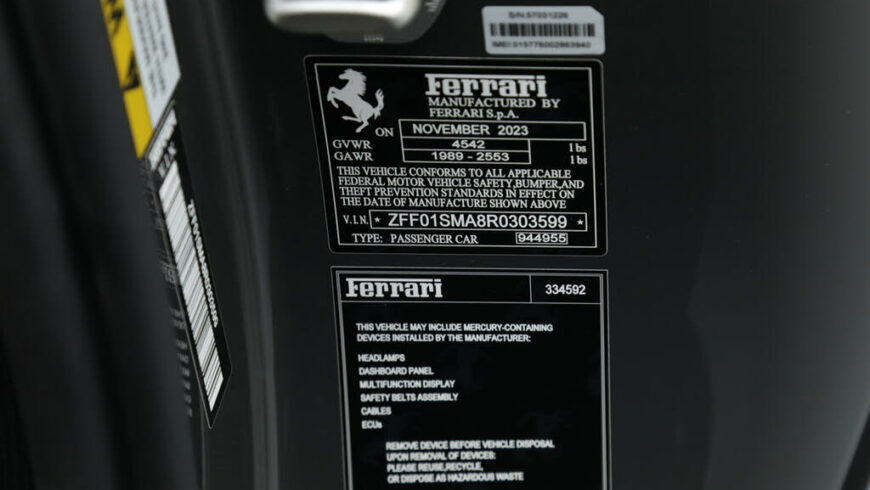 S/N:57031226
IMEI:015776002863940
Ferrari
MANUFACTURED BY
FERRARI S.p.A.
ON NOVEMBER 2023
GVWR 4542 lbs
GAWR 1989 - 2553 lbs
THIS VEHICLE CONFORMS TO ALL APPLICABLE
FEDERAL MOTOR VEHICLE SAFETY,BUMPER,AND
THEFT PREVENTION STANDARDS IN EFFECT ON
THE DATE OF MANUFACTURE SHOWN ABOVE
V.I.N. * ZFF01SMA8R0303599 *
TYPE: PASSENGER CAR 944955
Ferrari 334592
THIS VEHICLE MAY INCLUDE MERCURY-CONTAINING
DEVICES INSTALLED BY THE MANUFACTURER:
HEADLAMPS
DASHBOARD PANEL
MULTIFUNCTION DISPLAY
SAFETY BELTS ASSEMBLY
CABLES
ECUs
REMOVE DEVICE BEFORE VEHICLE DISPOSAL
UPON REMOVAL OF DEVICES:
PLEASE REUSE,RECYCLE,
OR DISPOSE AS HAZARDOUS WASTE